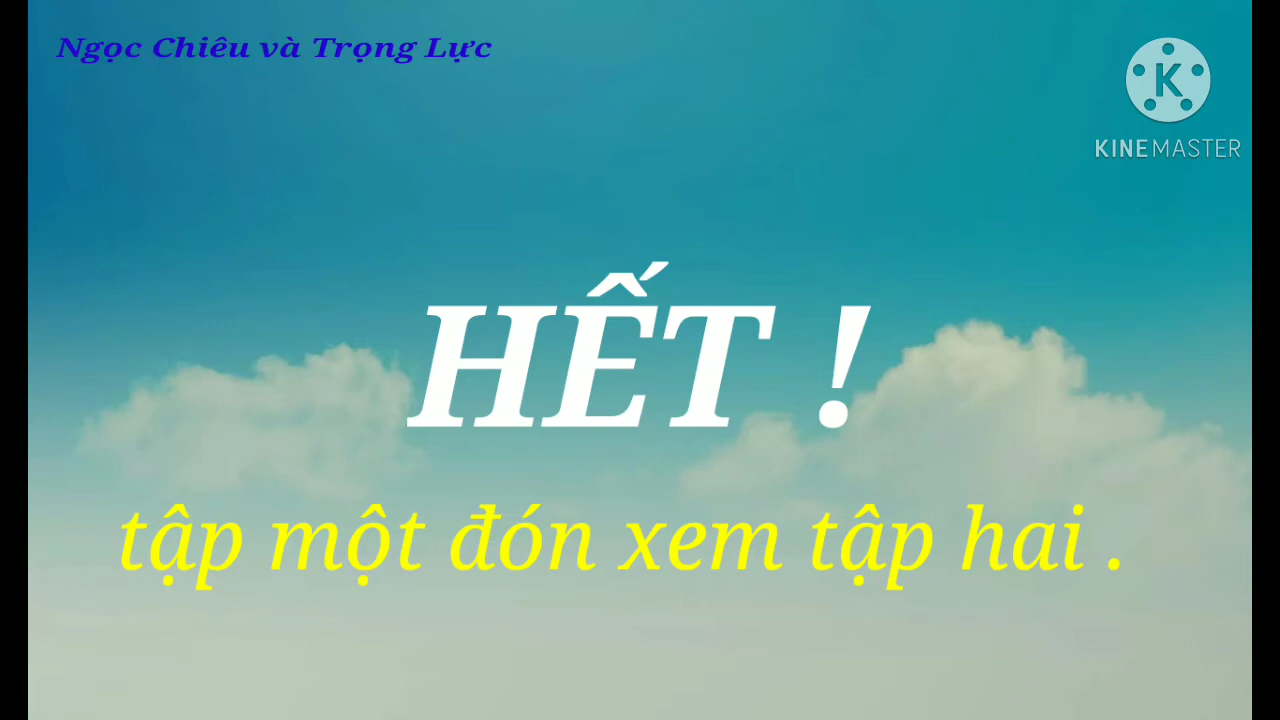 Ngọc Chiêu và Trọng Lực
K
KINEMASTER
HẾT !
tập một đón xem tập hai .